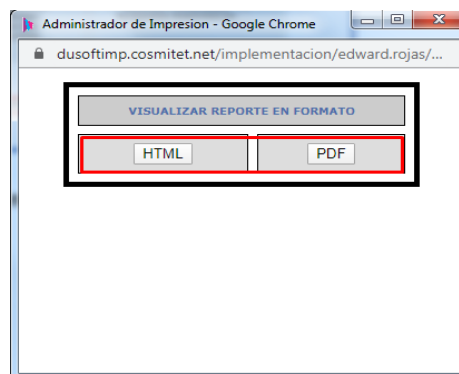 Administrador de Impresion - Google Chrome
dusoftimp.cosmitet.net/implementacion/edward.rojas/...
VISUALIZAR REPORTE EN FORMATO
HTML PDF